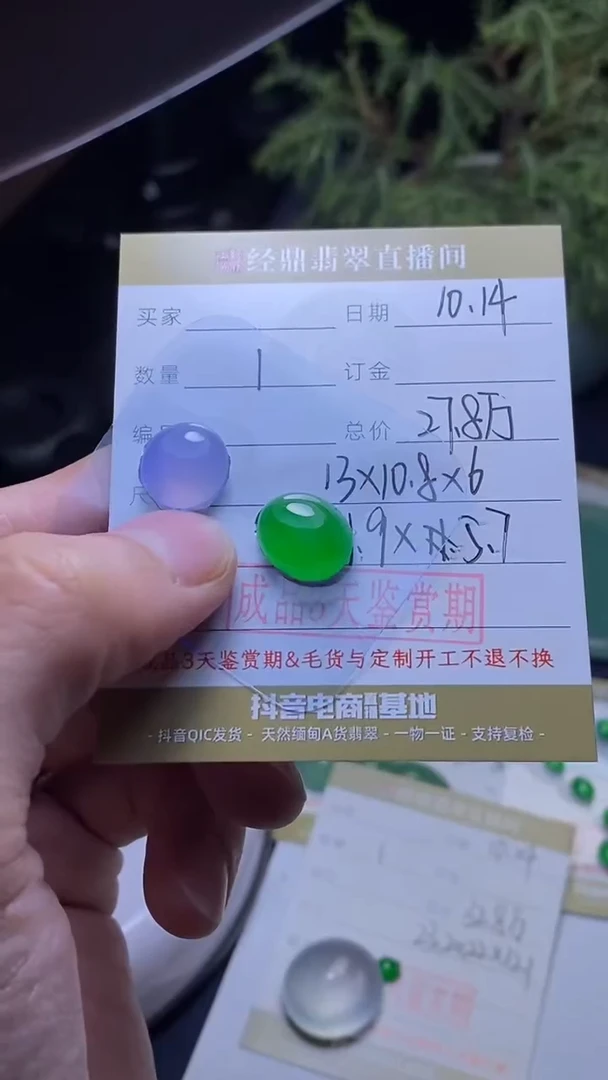 经鼎翡翠直播间
买家 日期 10.14
数量 1 订金
编 总价 27.8万
13×10.8×6
.9× 5.7
成品3天鉴赏期
成品3天鉴赏期&毛货与定制开工不退不换
抖音电商基地
- 抖音QIC发货 - 天然缅甸A货翡翠 - 一物一证 - 支持复检 -